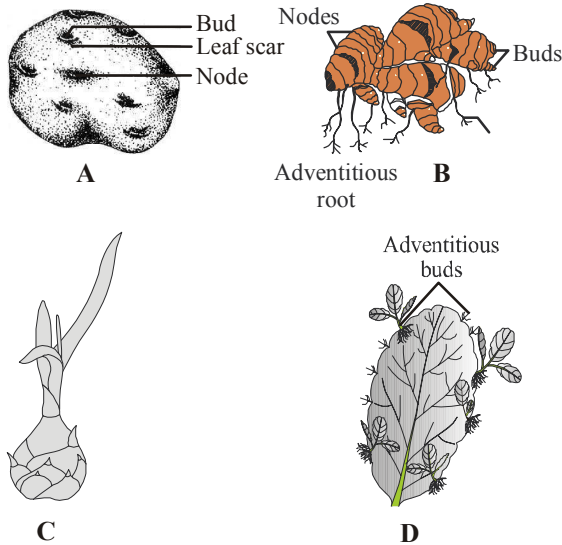 Bud
Leaf scar
Node
A
Nodes
Buds
Adventitious
root
B
C
Adventitious
buds
D